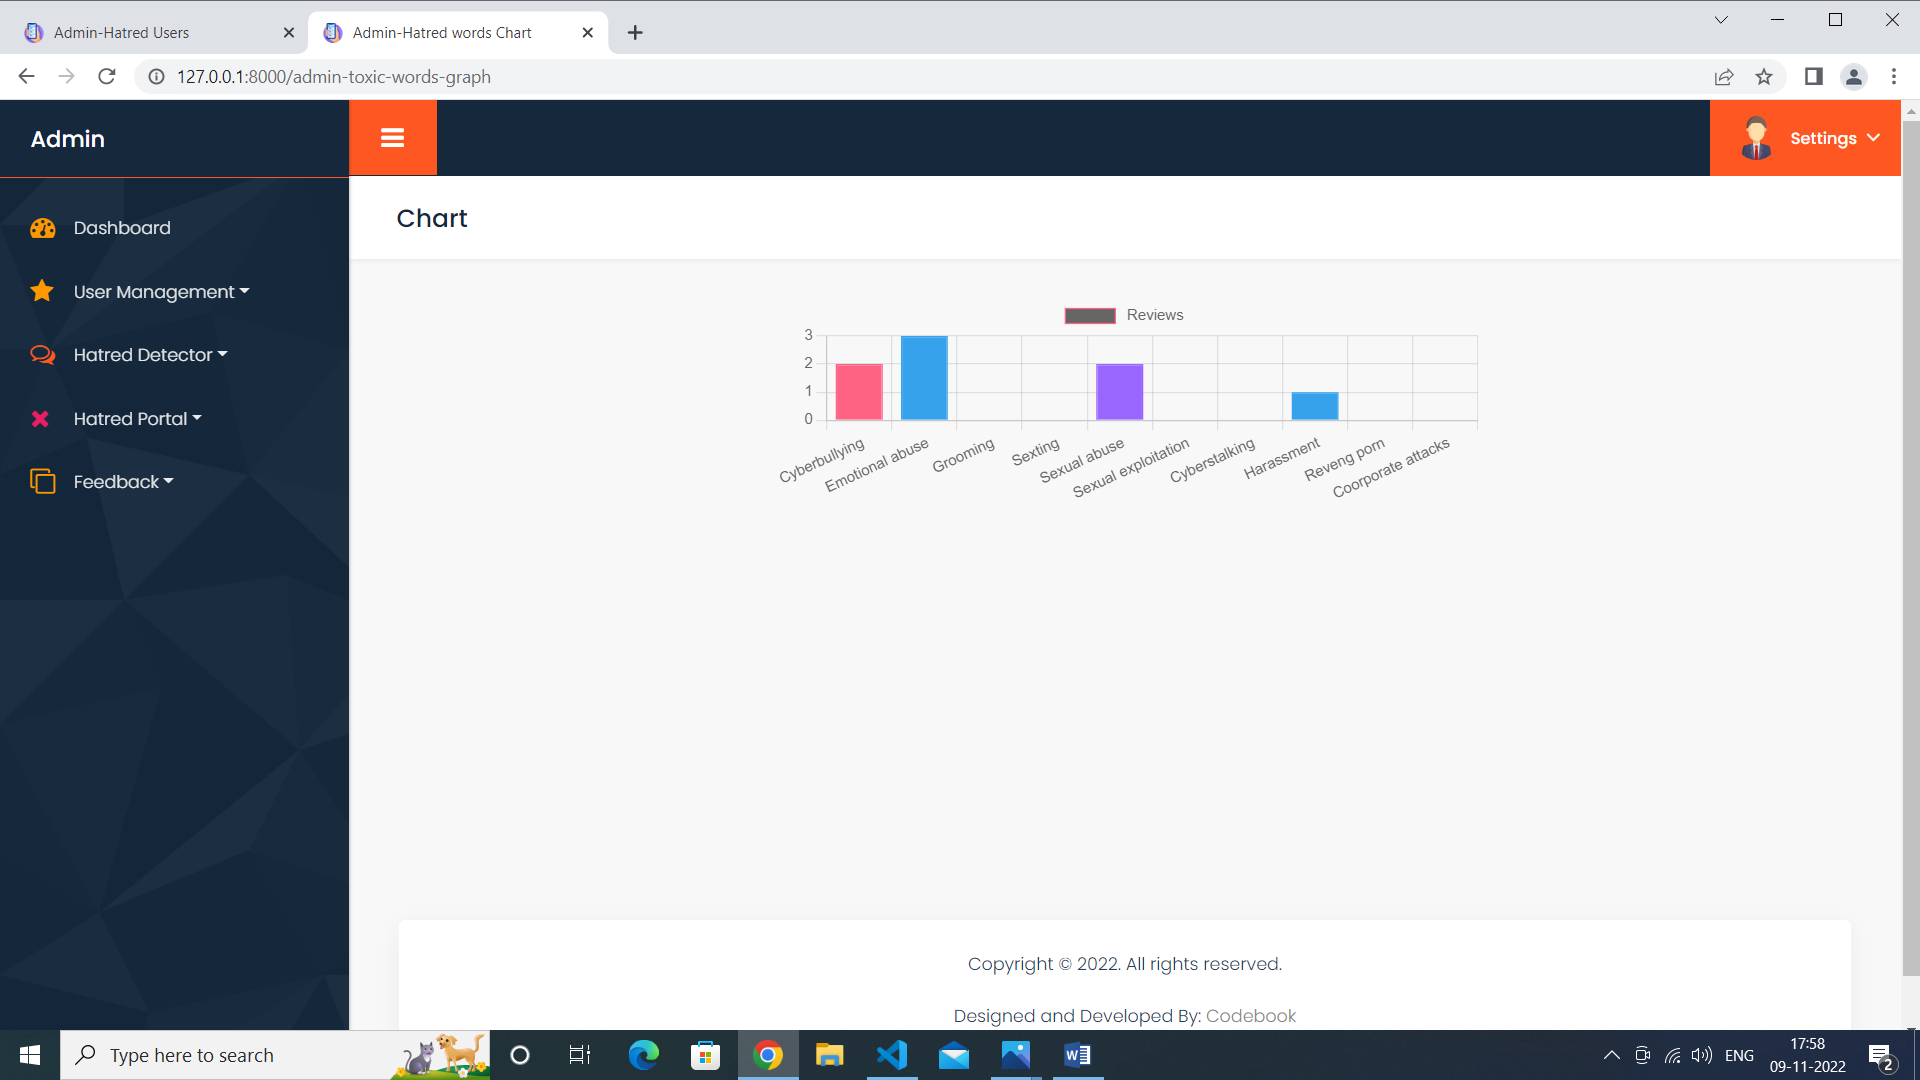 Admin-Hatred Users
Admin-Hatred words Chart
127.0.0.1:8000/admin-toxic-words-graph
Admin
Settings
Dashboard
User Management
Hatred Detector
Hatred Portal
Feedback
Chart
Reviews
3
2
1
0
Cyberbullying
Emotional abuse
Grooming
Sexting
Sexual abuse
Sexual exploitation
Cyberstalking
Harassment
Reveng porn
Coorporate attacks
Copyright © 2022. All rights reserved.
Designed and Developed By: Codebook
Type here to search
ENG
17:58
09-11-2022
2